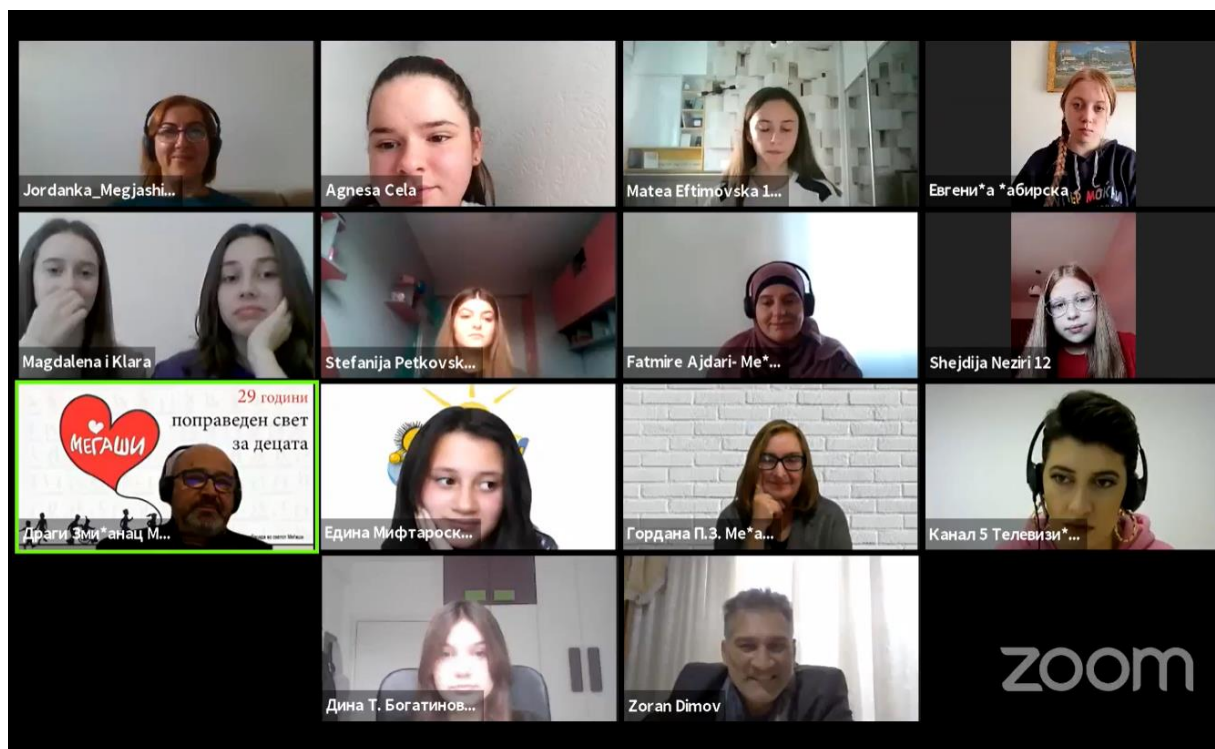 Jordanka_Megjashi...
Agnesa Cela
Matea Eftimovska 1...
Евгени*а *абирска
Magdalena i Klara
Stefanija Petkovsk...
Fatmire Ajdari- Me*...
Shejdija Neziri 12
29 години
поправеден свет
за децата
МЕЃАШИ
Драги Зми*анац М...
Едина Мифтароск...
Гордана П.З. Ме*а...
Канал 5 Телевизи*...
Дина Т. Богатинов...
Zoran Dimov
zoom